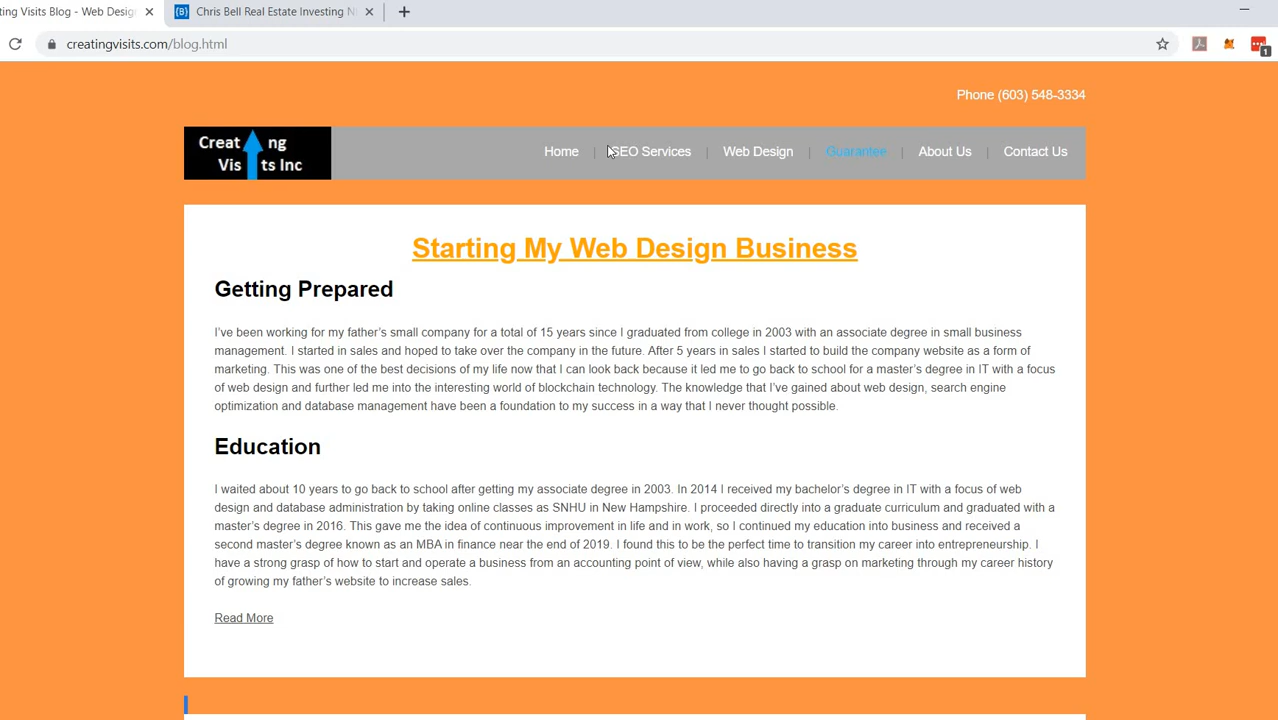 ting Visits Blog - Web Desig
Chris Bell Real Estate Investing N
creatingvisits.com/blog.html
1
Phone (603) 548-3334
Creat ng
Vis ts Inc
Home | SEO Services | Web Design | Guarantee | About Us | Contact Us
Starting My Web Design Business
Getting Prepared
I've been working for my father's small company for a total of 15 years since I graduated from college in 2003 with an associate degree in small business
management. I started in sales and hoped to take over the company in the future. After 5 years in sales I started to build the company website as a form of
marketing. This was one of the best decisions of my life now that I can look back because it led me to go back to school for a master's degree in IT with a focus
of web design and further led me into the interesting world of blockchain technology. The knowledge that I've gained about web design, search engine
optimization and database management have been a foundation to my success in a way that I never thought possible.
Education
I waited about 10 years to go back to school after getting my associate degree in 2003. In 2014 I received my bachelor's degree in IT with a focus of web
design and database administration by taking online classes as SNHU in New Hampshire. I proceeded directly into a graduate curriculum and graduated with a
master's degree in 2016. This gave me the idea of continuous improvement in life and in work, so I continued my education into business and received a
second master's degree known as an MBA in finance near the end of 2019. I found this to be the perfect time to transition my career into entrepreneurship. I
have a strong grasp of how to start and operate a business from an accounting point of view, while also having a grasp on marketing through my career history
of growing my father's website to increase sales.
Read More